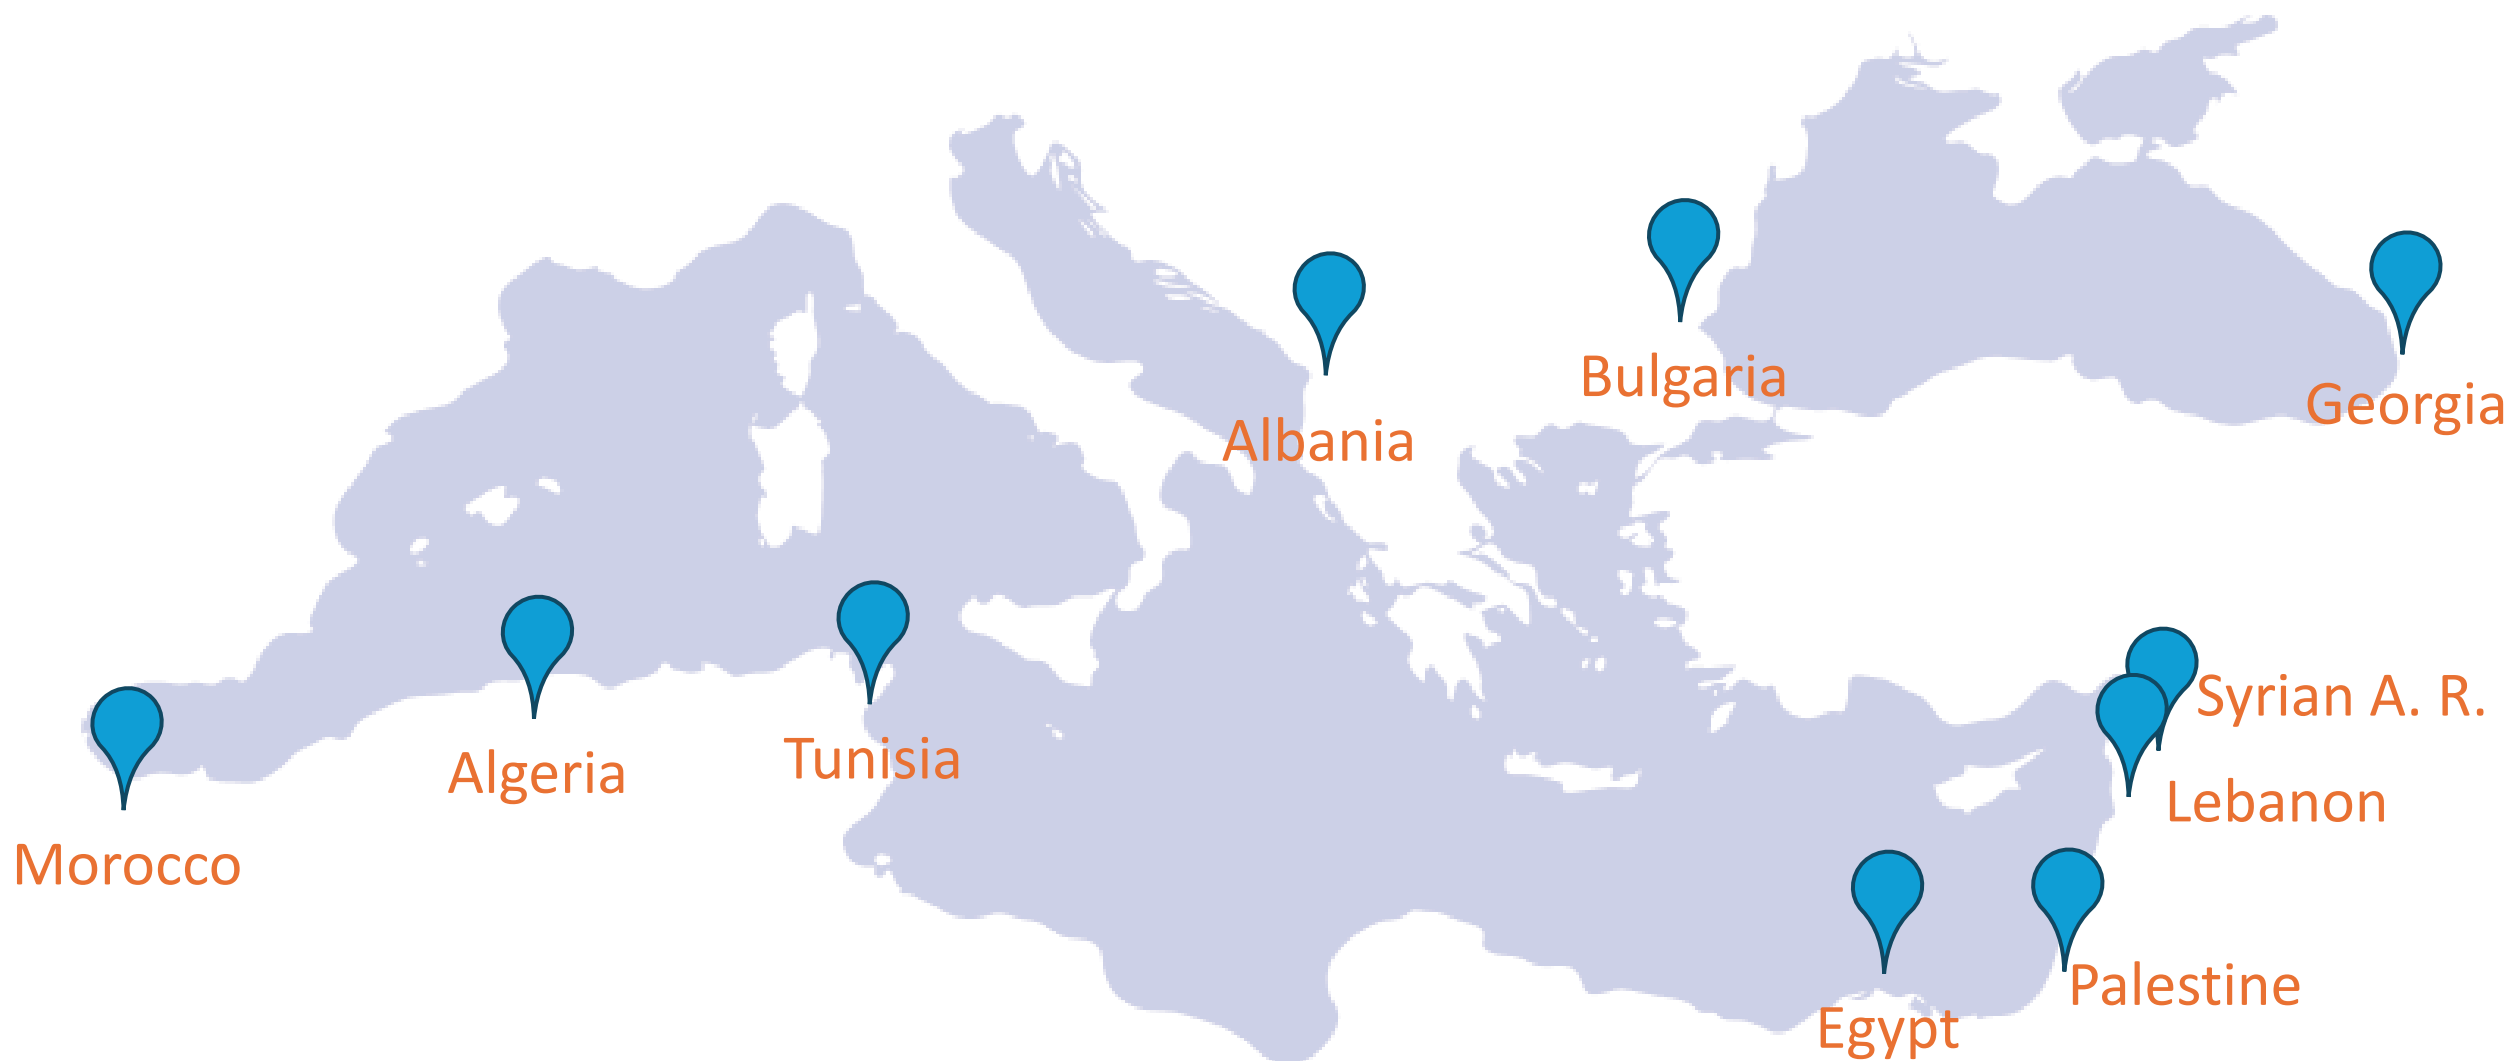 Bulgaria
Georgia
Albania
Syrian A. R.
Tunisia
Algeria
Lebanon
Morocco
Palestine
Egypt